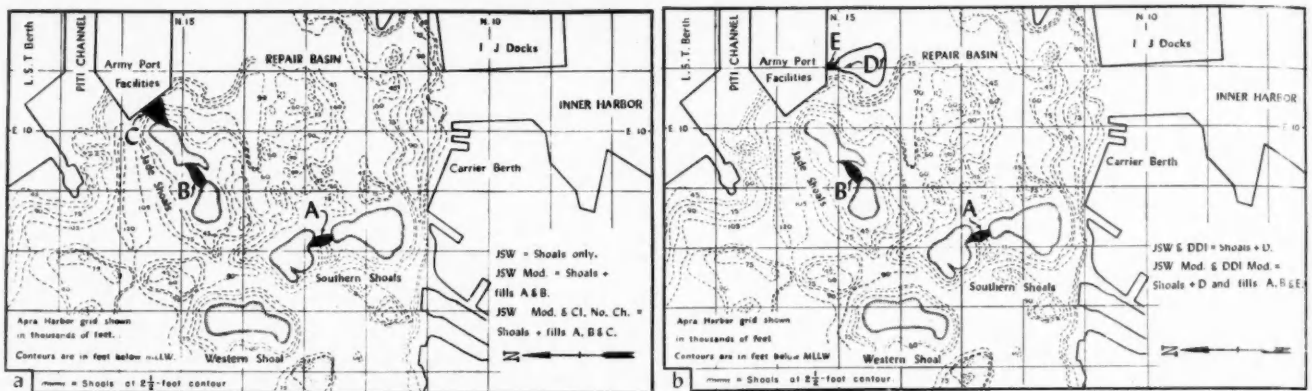 N 15
N 10
L.S.T. Berth
PITI CHANNEL
Army Port
Facilities
REPAIR BASIN
I J Docks
INNER HARBOR
E 10
E 10
C
Jade Shoals
B
A
Carrier Berth
Southern Shoals
Western Shoal
JSW = Shoals only.
JSW Mod. = Shoals +
fills A & B.
JSW Mod. & Cl. No. Ch. =
Shoals + fills A, B & C.
Apra Harbor grid shown
in thousands of feet.
Contours are in feet below MLLW.
N
a
= Shoals at 2½-foot contour
N 15
N 10
L.S.T. Berth
PITI CHANNEL
Army Port
Facilities
E
D
REPAIR BASIN
I J Docks
INNER HARBOR
E 10
E 10
Jade Shoals
B
A
Carrier Berth
Southern Shoals
Western Shoal
JSW & DDI = Shoals + D.
JSW Mod. & DDI Mod. =
Shoals + D and fills A, B & E.
Apra Harbor grid shown
in thousands of feet
Contours are in feet below MLLW
N
b
= Shoals at 2½-foot contour